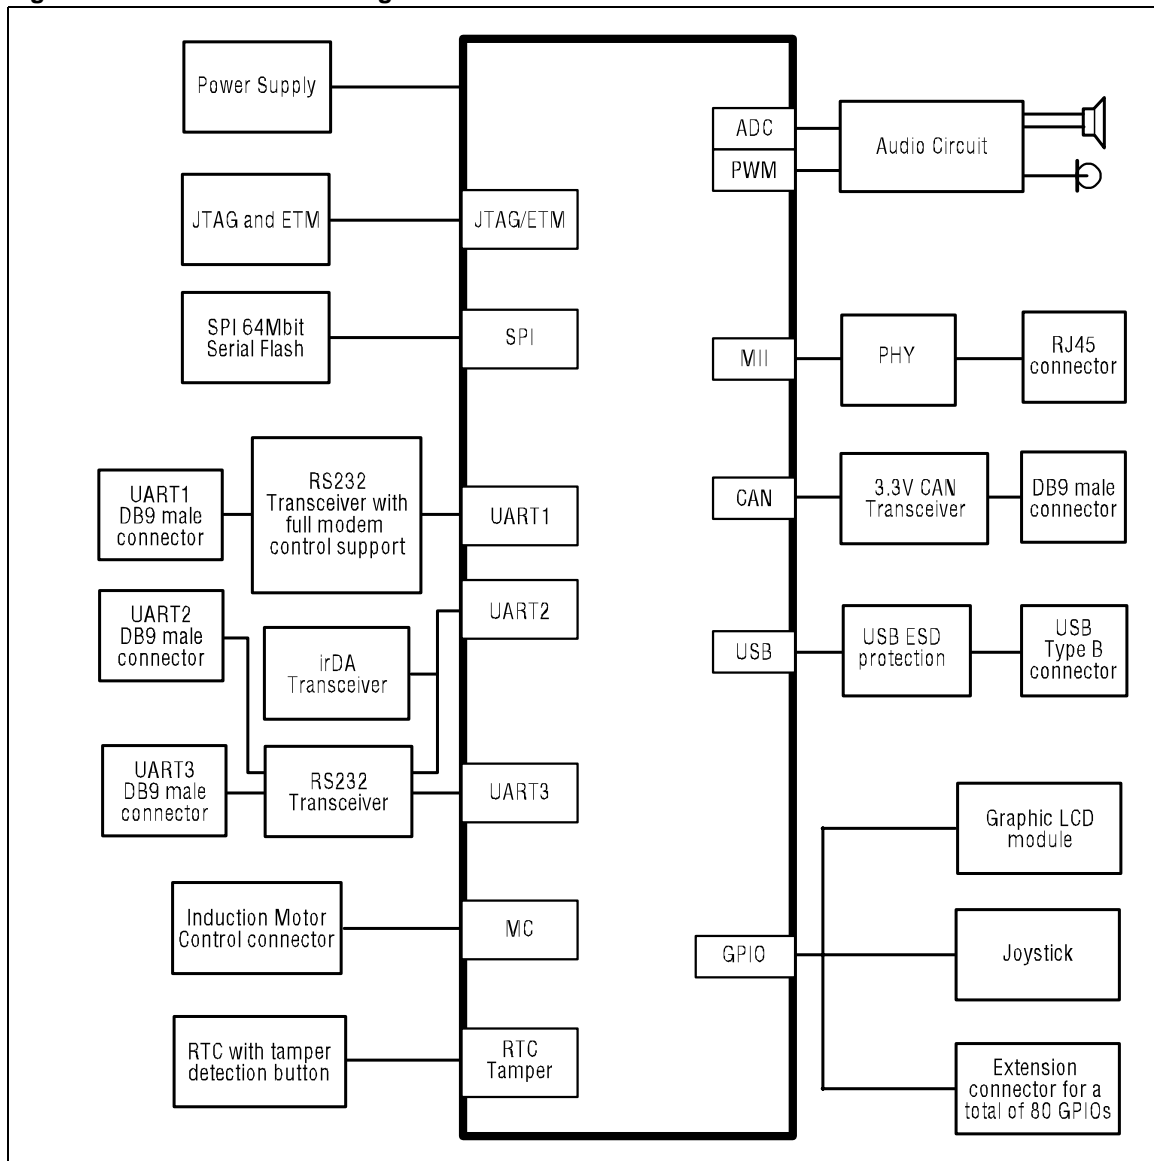 Power Supply
ADC
PWM
Audio Circuit
JTAG and ETM
JTAG/ETM
SPI 64Mbit
Serial Flash
SPI
MII
PHY
RJ45
connector
UART1
DB9 male
connector
RS232
Transceiver with
full modem
control support
UART1
CAN
3.3V CAN
Transceiver
DB9 male
connector
UART2
DB9 male
connector
irDA
Transceiver
UART2
USB
USB ESD
protection
USB
Type B
connector
UART3
DB9 male
connector
RS232
Transceiver
UART3
Graphic LCD
module
Induction Motor
Control connector
MC
GPIO
Joystick
RTC with tamper
detection button
RTC
Tamper
Extension
connector for a
total of 80 GPIOs